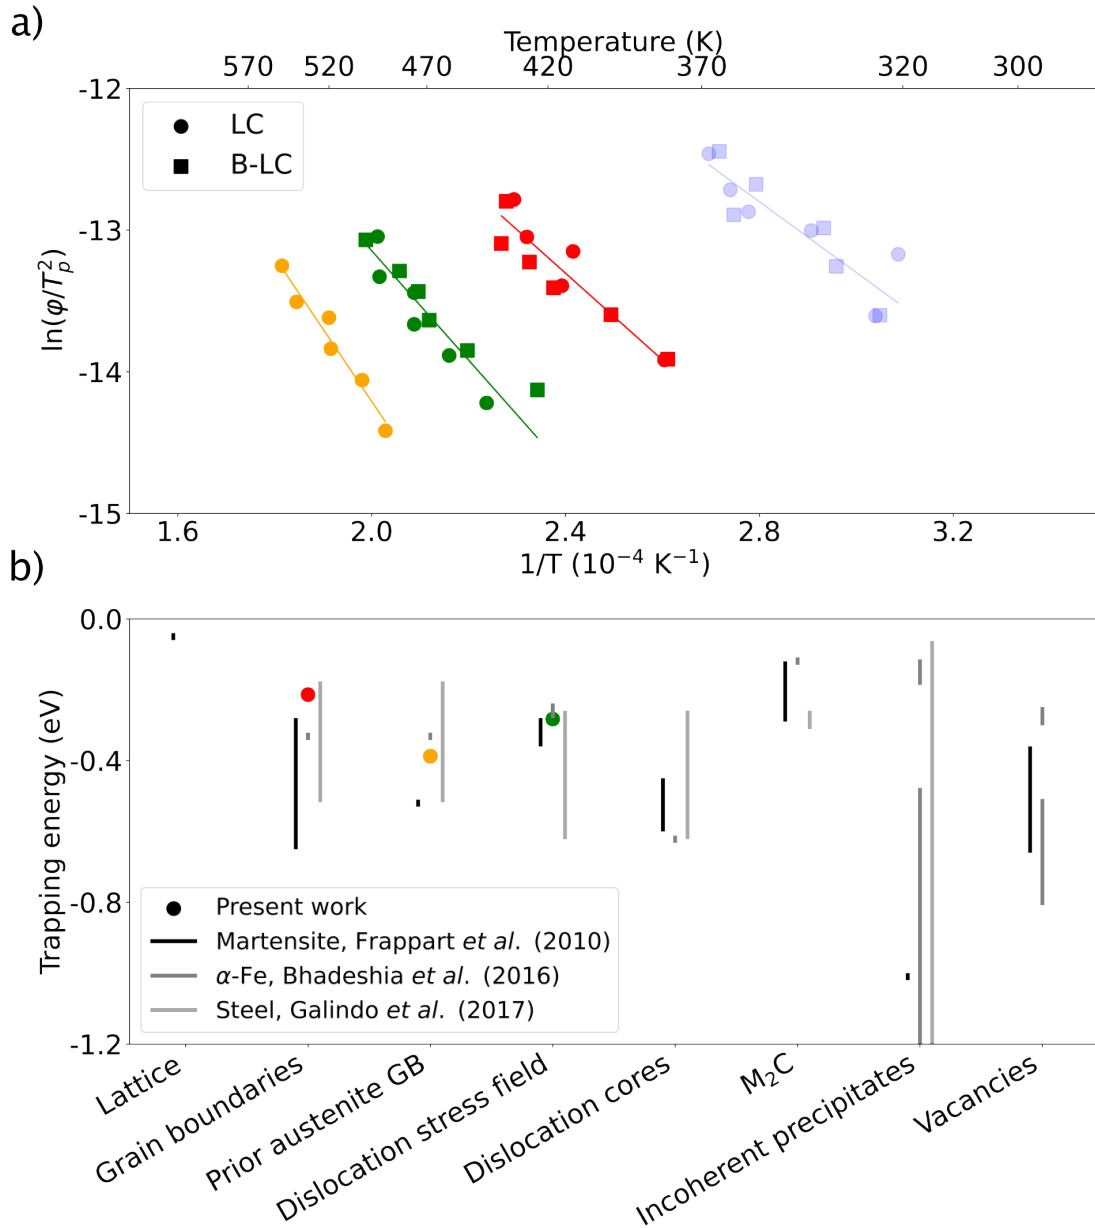 a)
Temperature (K)
570 520 470 420 370 320 300
-12
LC
B-LC
-13
ln(φ/T_p^2)
-14
-15
1.6 2.0 2.4 2.8 3.2
1/T (10⁻⁴ K⁻¹)
b)
0.0
-0.4
Trapping energy (eV)
-0.8
Present work
Martensite, Frappart et al. (2010)
α-Fe, Bhadeshia et al. (2016)
Steel, Galindo et al. (2017)
-1.2
Lattice
Grain boundaries
Prior austenite GB
Dislocation stress field
Dislocation cores
M₂C
Incoherent precipitates
Vacancies